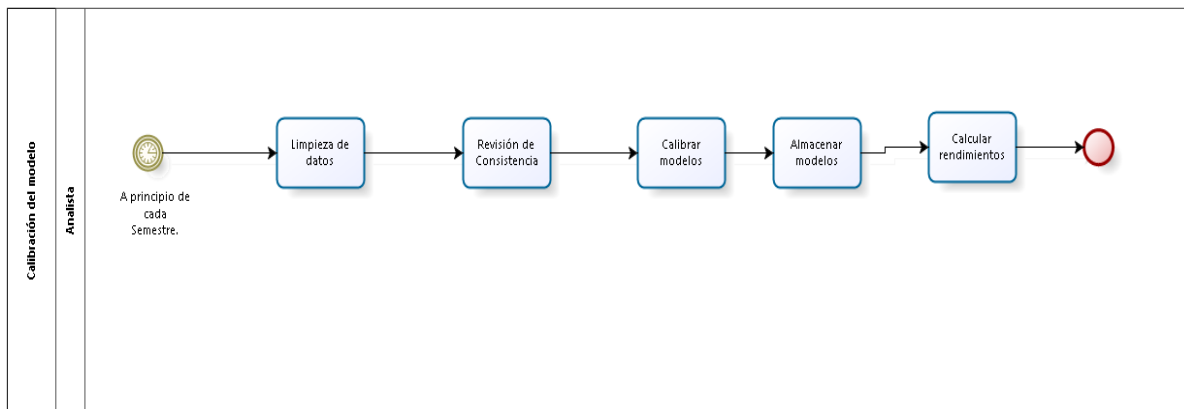 Calibración del modelo
Analista
A principio de
cada
Semestre.
Limpieza de
datos
Revisión de
Consistencia
Calibrar
modelos
Almacenar
modelos
Calcular
rendimientos